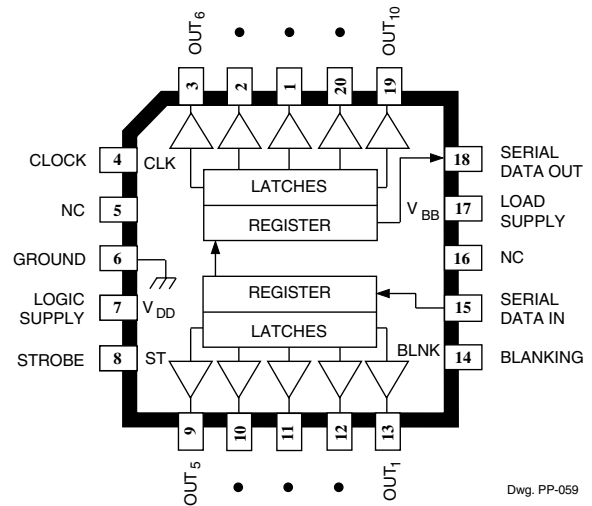 OUT6 • • • OUT10
3 2 1 20 19
CLOCK 4 CLK
NC 5
GROUND 6
LOGIC SUPPLY 7 VDD
STROBE 8 ST
LATCHES
REGISTER
REGISTER
LATCHES
18 SERIAL DATA OUT
VBB 17 LOAD SUPPLY
16 NC
15 SERIAL DATA IN
BLNK 14 BLANKING
9 10 11 12 13
OUT5 • • • OUT1
Dwg. PP-059